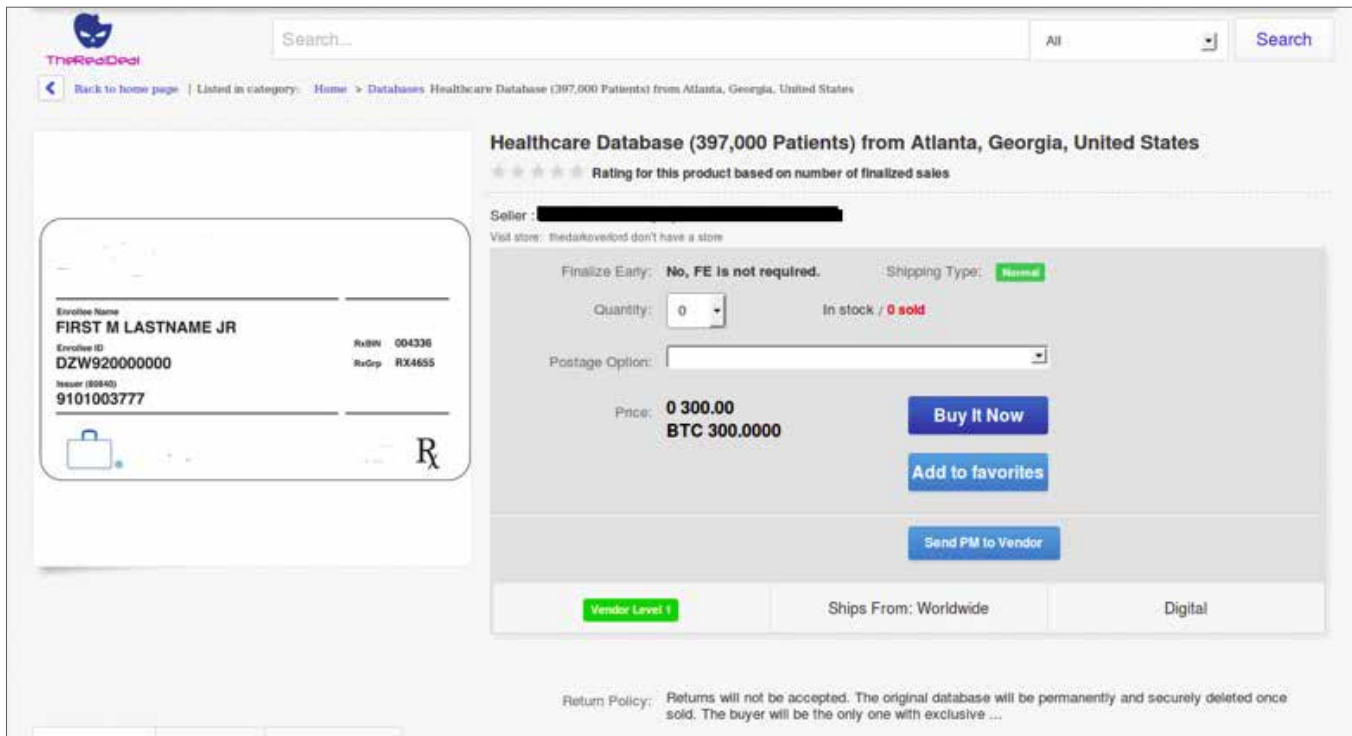 TheRealDeal
Search...
All
Search
Back to home page | Listed in category: Home > Databases Healthcare Database (397,000 Patients) from Atlanta, Georgia, United States
Healthcare Database (397,000 Patients) from Atlanta, Georgia, United States
Rating for this product based on number of finalized sales
Seller :
Visit store: thedarkoverlord don't have a store
Finalize Early: No, FE is not required. Shipping Type: Normal
Quantity: 0 In stock / 0 sold
Postage Option:
Price: 0 300.00
BTC 300.0000
Buy It Now
Add to favorites
Send PM to Vendor
Vendor Level 1 Ships From: Worldwide Digital
Return Policy: Returns will not be accepted. The original database will be permanently and securely deleted once
sold. The buyer will be the only one with exclusive ...
Enrollee Name
FIRST M LASTNAME JR
Enrollee ID
DZW920000000
Issuer (80840)
9101003777
RxBIN 004336
RxGrp RX4655
Rx